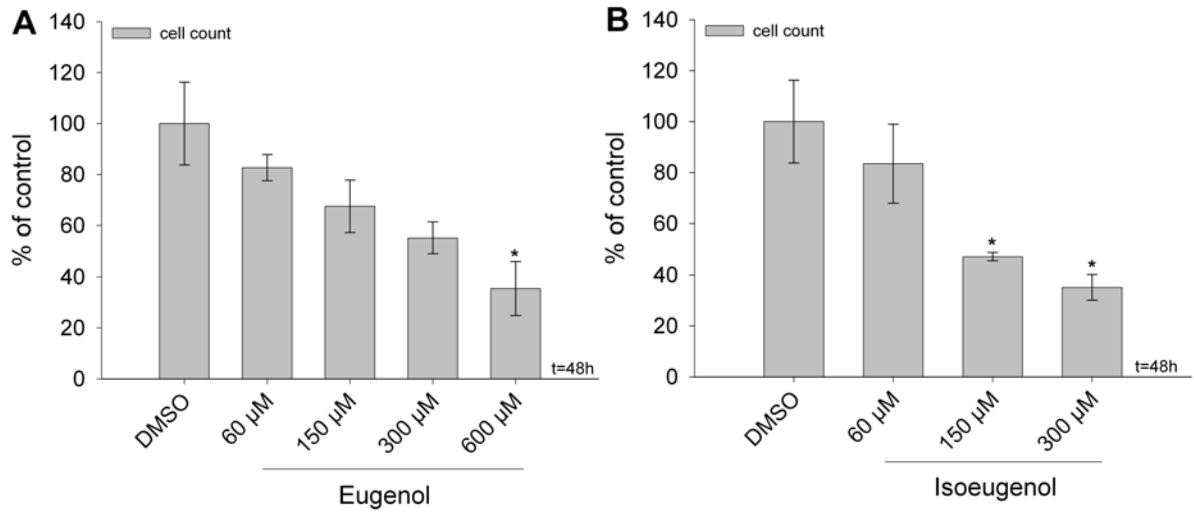 A
cell count
% of control
140
120
100
80
60
40
20
0
*
t=48h
DMSO
60 µM
150 µM
300 µM
600 µM
Eugenol
B
cell count
% of control
140
120
100
80
60
40
20
0
*
*
t=48h
DMSO
60 µM
150 µM
300 µM
Isoeugenol